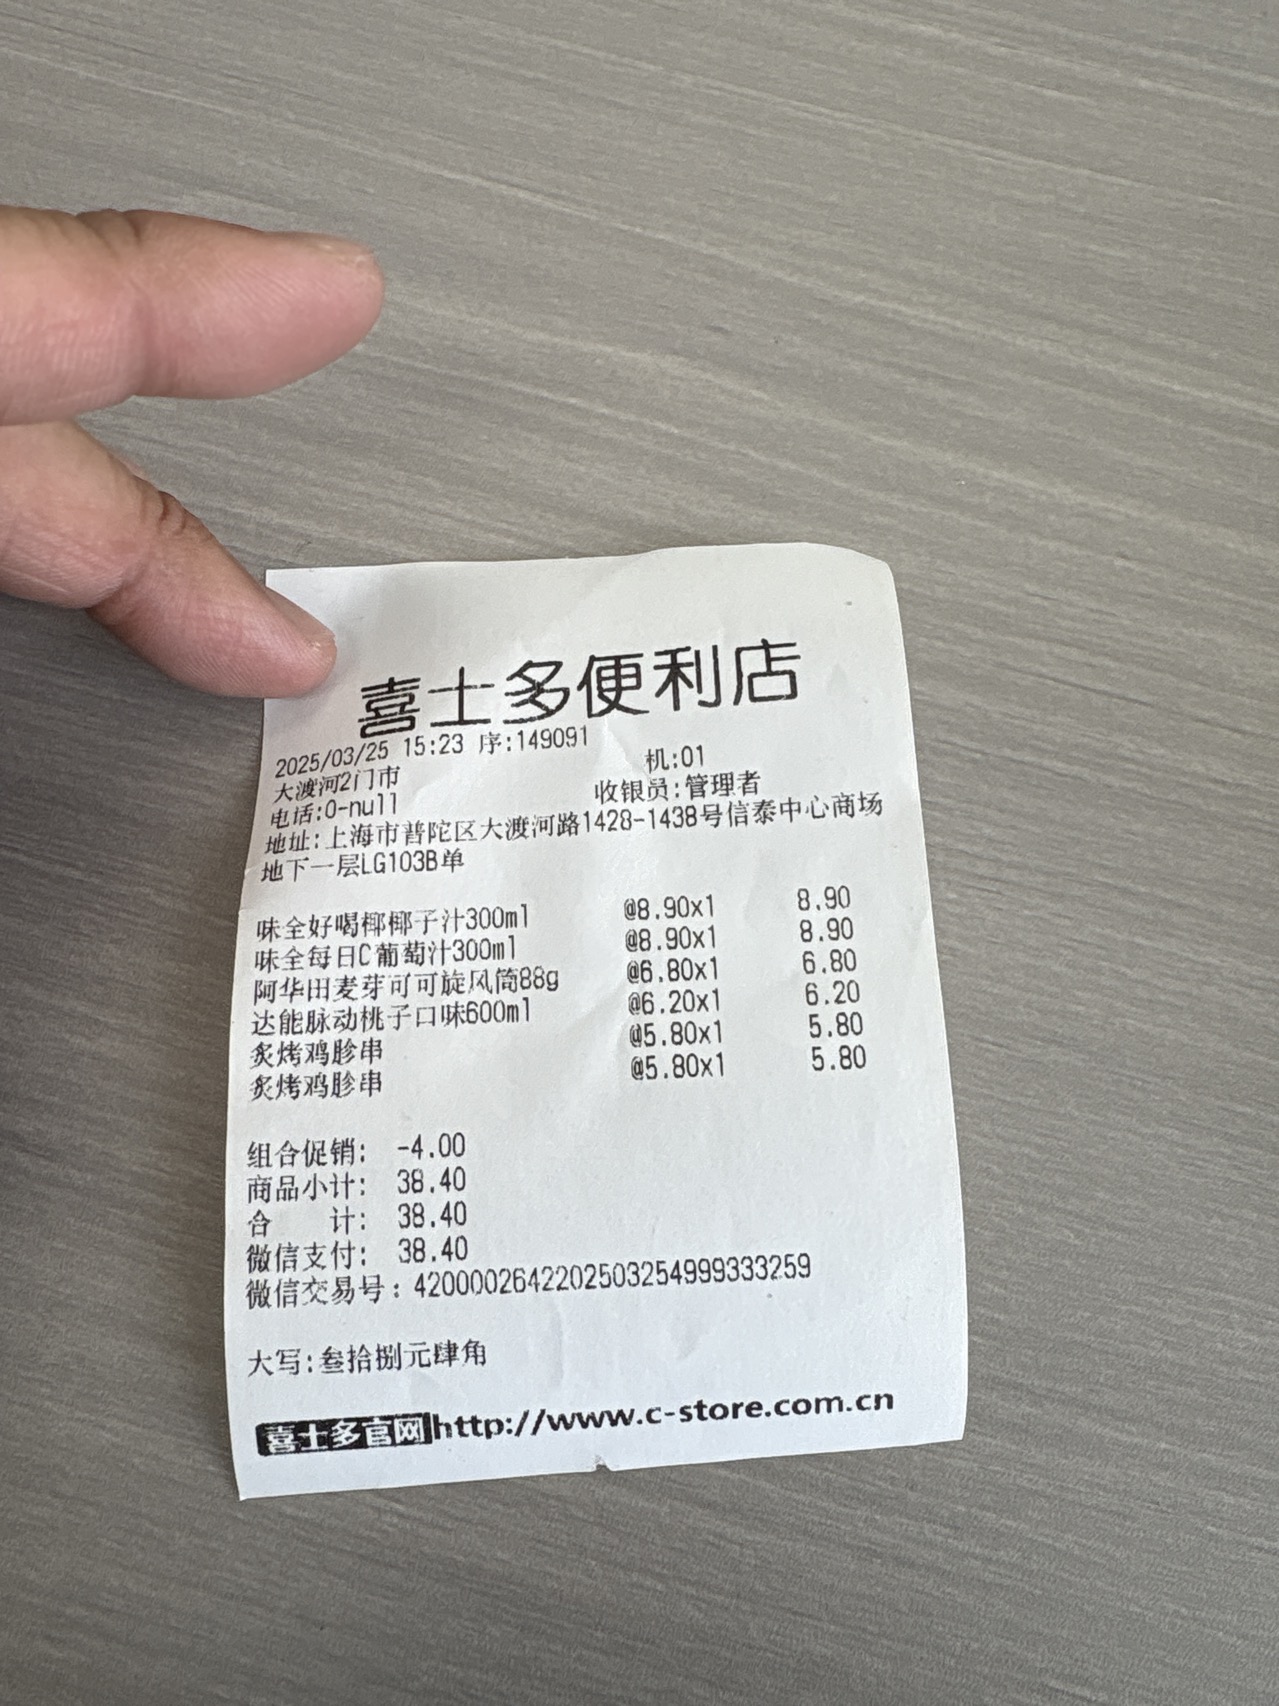 喜士多便利店
2025/03/25 15:23 序:149091
大渡河2门市 机:01
电话:0-null 收银员:管理者
地址:上海市普陀区大渡河路1428-1438号信泰中心商场
地下一层LG103B单
味全好喝椰椰子汁300ml @8.90x1 8.90
味全每日C葡萄汁300ml @8.90x1 8.90
阿华田麦芽可可旋风筒88g @6.80x1 6.80
达能脉动桃子口味600ml @6.20x1 6.20
炙烤鸡胗串 @5.80x1 5.80
炙烤鸡胗串 @5.80x1 5.80
组合促销: -4.00
商品小计: 38.40
合 计: 38.40
微信支付: 38.40
微信交易号: 4200002642202503254999333259
大写:叁拾捌元肆角
喜士多官网http://www.c-store.com.cn